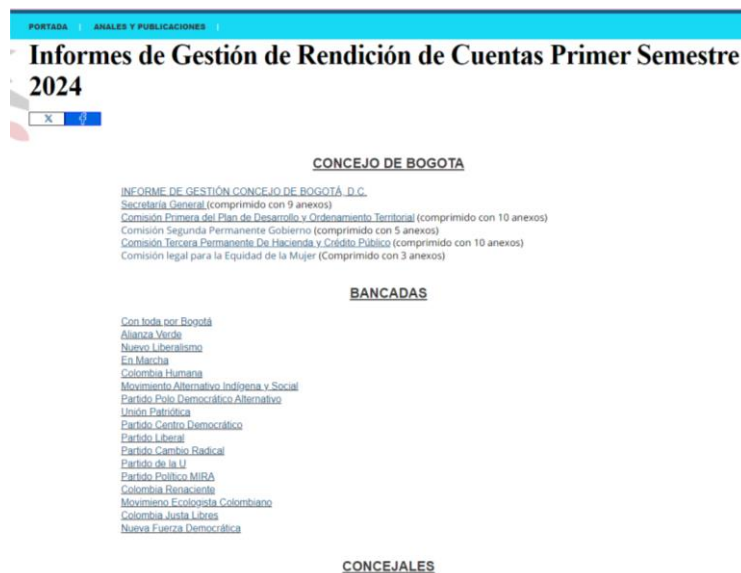 PORTADA | ANALES Y PUBLICACIONES |
Informes de Gestión de Rendición de Cuentas Primer Semestre
2024
CONCEJO DE BOGOTA
INFORME DE GESTIÓN CONCEJO DE BOGOTÁ, D.C.
Secretaría General (comprimido con 9 anexos)
Comisión Primera del Plan de Desarrollo y Ordenamiento Territorial (comprimido con 10 anexos)
Comisión Segunda Permanente Gobierno (comprimido con 5 anexos)
Comisión Tercera Permanente De Hacienda y Crédito Público (comprimido con 10 anexos)
Comisión legal para la Equidad de la Mujer (Comprimido con 3 anexos)
BANCADAS
Con toda por Bogotá
Alianza Verde
Nuevo Liberalismo
En Marcha
Colombia Humana
Movimiento Alternativo Indígena y Social
Partido Polo Democrático Alternativo
Unión Patriótica
Partido Centro Democrático
Partido Liberal
Partido Cambio Radical
Partido de la U
Partido Político MIRA
Colombia Renaciente
Movimieno Ecologista Colombiano
Colombia Justa Libres
Nueva Fuerza Democrática
CONCEJALES